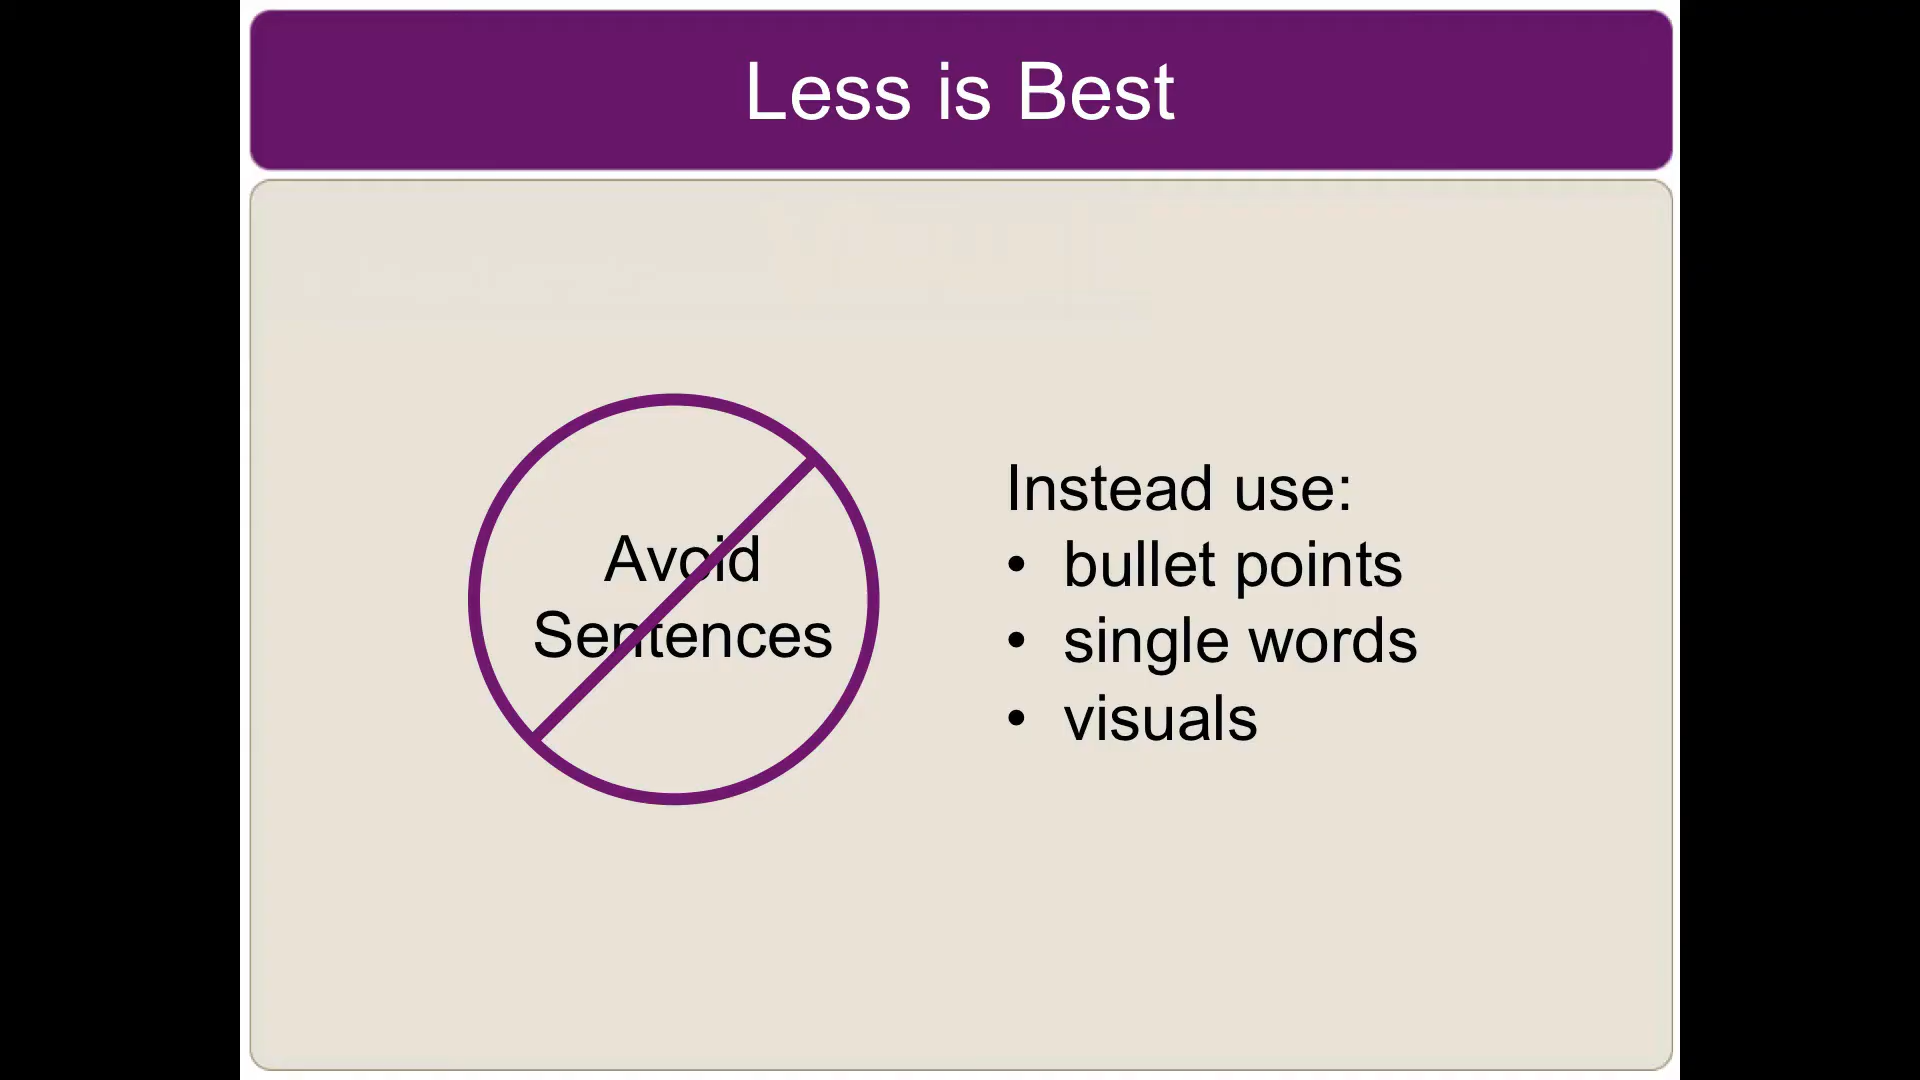 Less is Best
Avoid
Sentences
Instead use:
• bullet points
• single words
• visuals